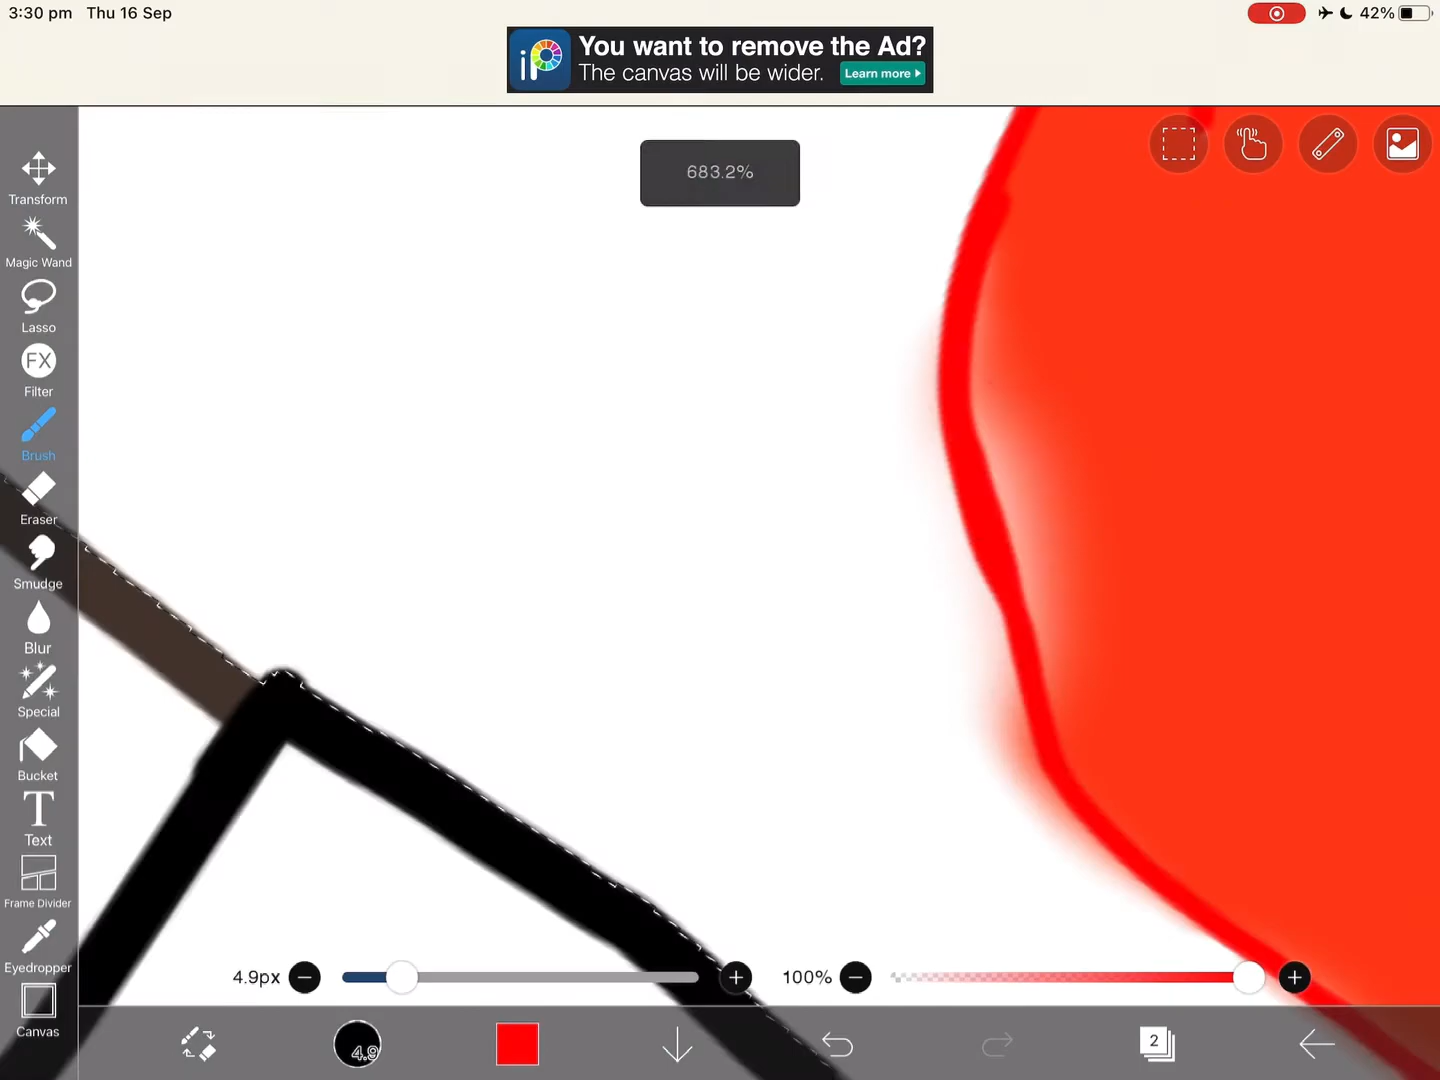 3:30 pm Thu 16 Sep
42%
iP
You want to remove the Ad?
The canvas will be wider.
Learn more
683.2%
Transform
Magic Wand
Lasso
FX
Filter
Brush
Eraser
Smudge
Blur
Special
Bucket
T
Text
Frame Divider
Eyedropper
Canvas
4.9px
100%
4.9
2